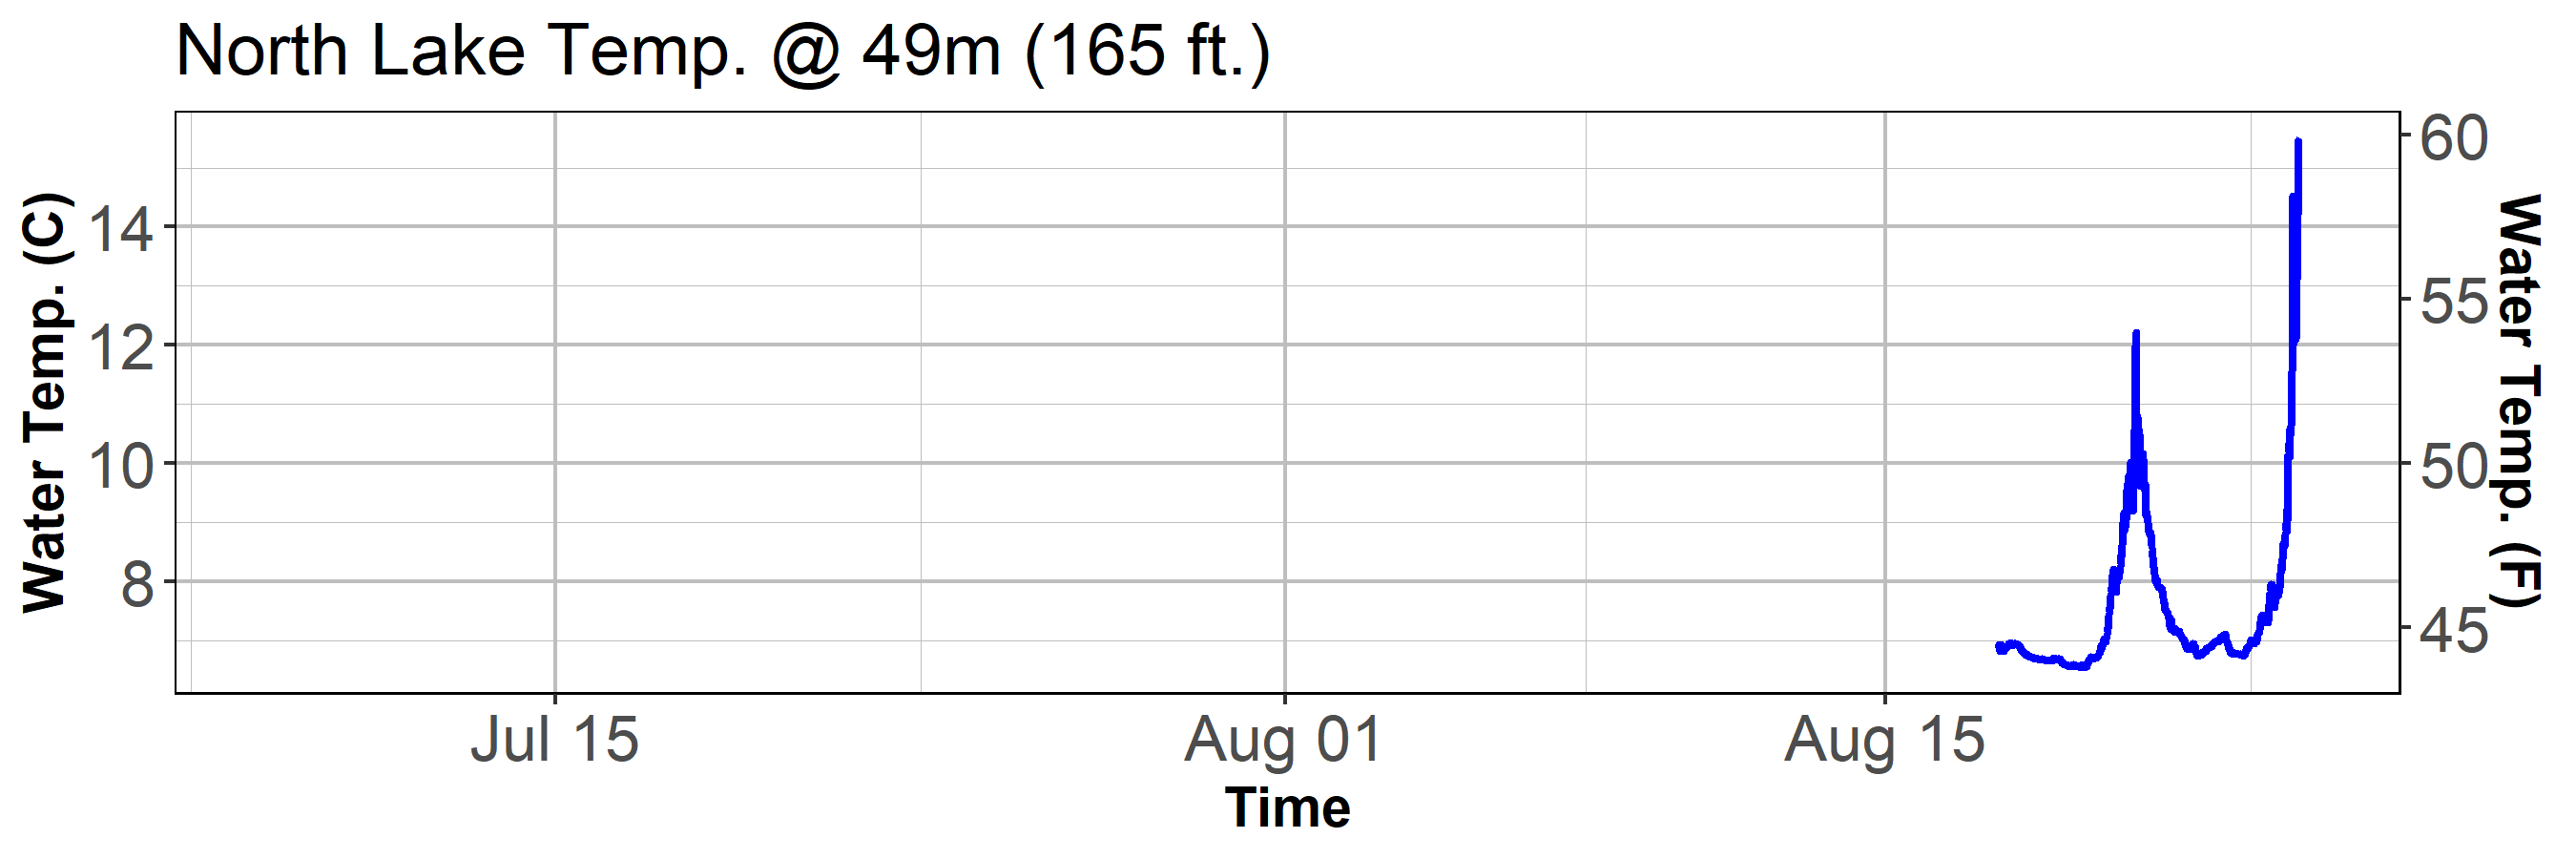 North Lake Temp. @ 49m (165 ft.)
Water Temp. (C)
14
12
10
8
60
55
50
45
Water Temp. (F)
Jul 15
Aug 01
Aug 15
Time